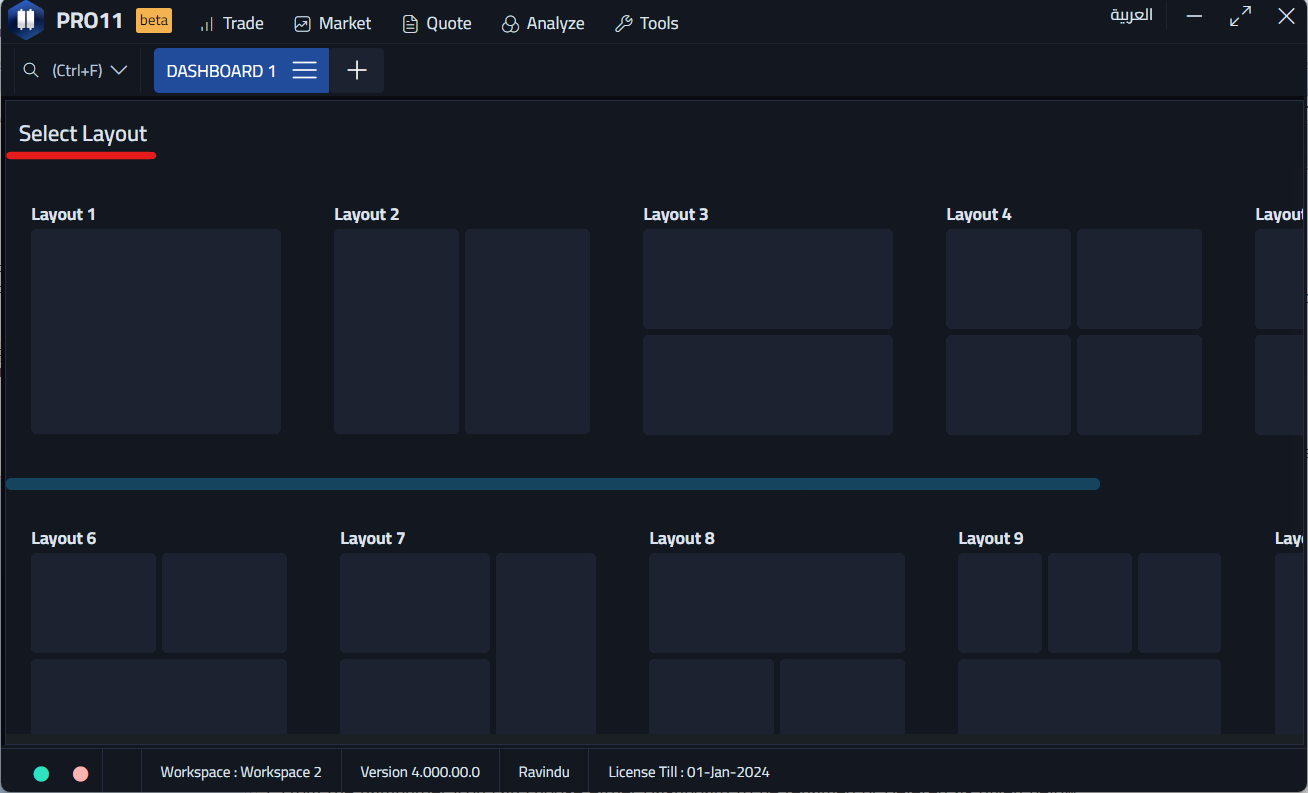 PRO11 beta Trade Market Quote Analyze Tools العربية
(Ctrl+F) DASHBOARD 1
Select Layout
Layout 1 Layout 2 Layout 3 Layout 4
Layout 6 Layout 7 Layout 8 Layout 9
Workspace : Workspace 2 Version 4.000.00.0 Ravindu License Till : 01-Jan-2024